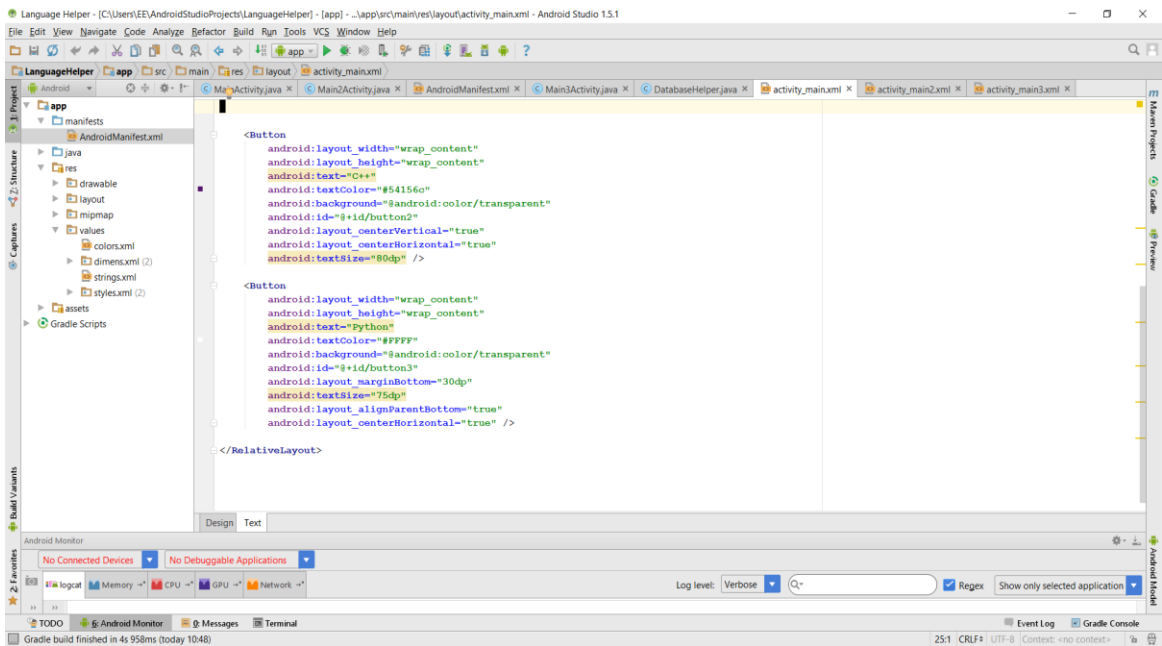 Language Helper - [C:\Users\EE\AndroidStudioProjects\LanguageHelper] - [app] - ...\app\src\main\res\layout\activity_main.xml - Android Studio 1.5.1
File Edit View Navigate Code Analyze Refactor Build Run Tools VCS Window Help
app
LanguageHelper app src main res layout activity_main.xml
Android
MainActivity.java × Main2Activity.java × AndroidManifest.xml × Main3Activity.java × DatabaseHelper.java × activity_main.xml × activity_main2.xml × activity_main3.xml ×
1: Project
Z: Structure
Captures
Build Variants
2: Favorites
app
manifests
AndroidManifest.xml
java
res
drawable
layout
mipmap
values
colors.xml
dimens.xml (2)
strings.xml
styles.xml (2)
assets
Gradle Scripts
<Button
android:layout_width="wrap_content"
android:layout_height="wrap_content"
android:text="C++"
android:textColor="#54156c"
android:background="@android:color/transparent"
android:id="@+id/button2"
android:layout_centerVertical="true"
android:layout_centerHorizontal="true"
android:textSize="80dp" />
<Button
android:layout_width="wrap_content"
android:layout_height="wrap_content"
android:text="Python"
android:textColor="#FFFF"
android:background="@android:color/transparent"
android:id="@+id/button3"
android:layout_marginBottom="30dp"
android:textSize="75dp"
android:layout_alignParentBottom="true"
android:layout_centerHorizontal="true" />
</RelativeLayout>
m
Maven Projects
Gradle
Preview
Android Model
Design Text
Android Monitor
No Connected Devices No Debuggable Applications
logcat Memory CPU GPU Network Log level: Verbose Regex Show only selected application
TODO 6: Android Monitor 0: Messages Terminal Event Log Gradle Console
Gradle build finished in 4s 958ms (today 10:48) 25:1 CRLF UTF-8 Context: <no context>